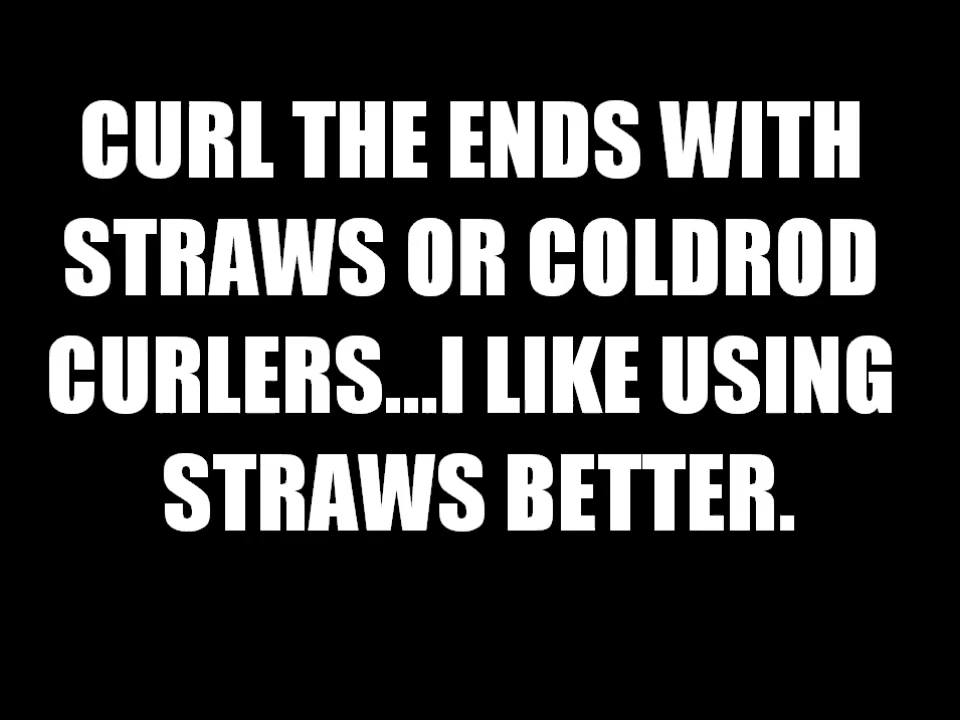 CURL THE ENDS WITH
STRAWS OR COLDROD
CURLERS...I LIKE USING
STRAWS BETTER.